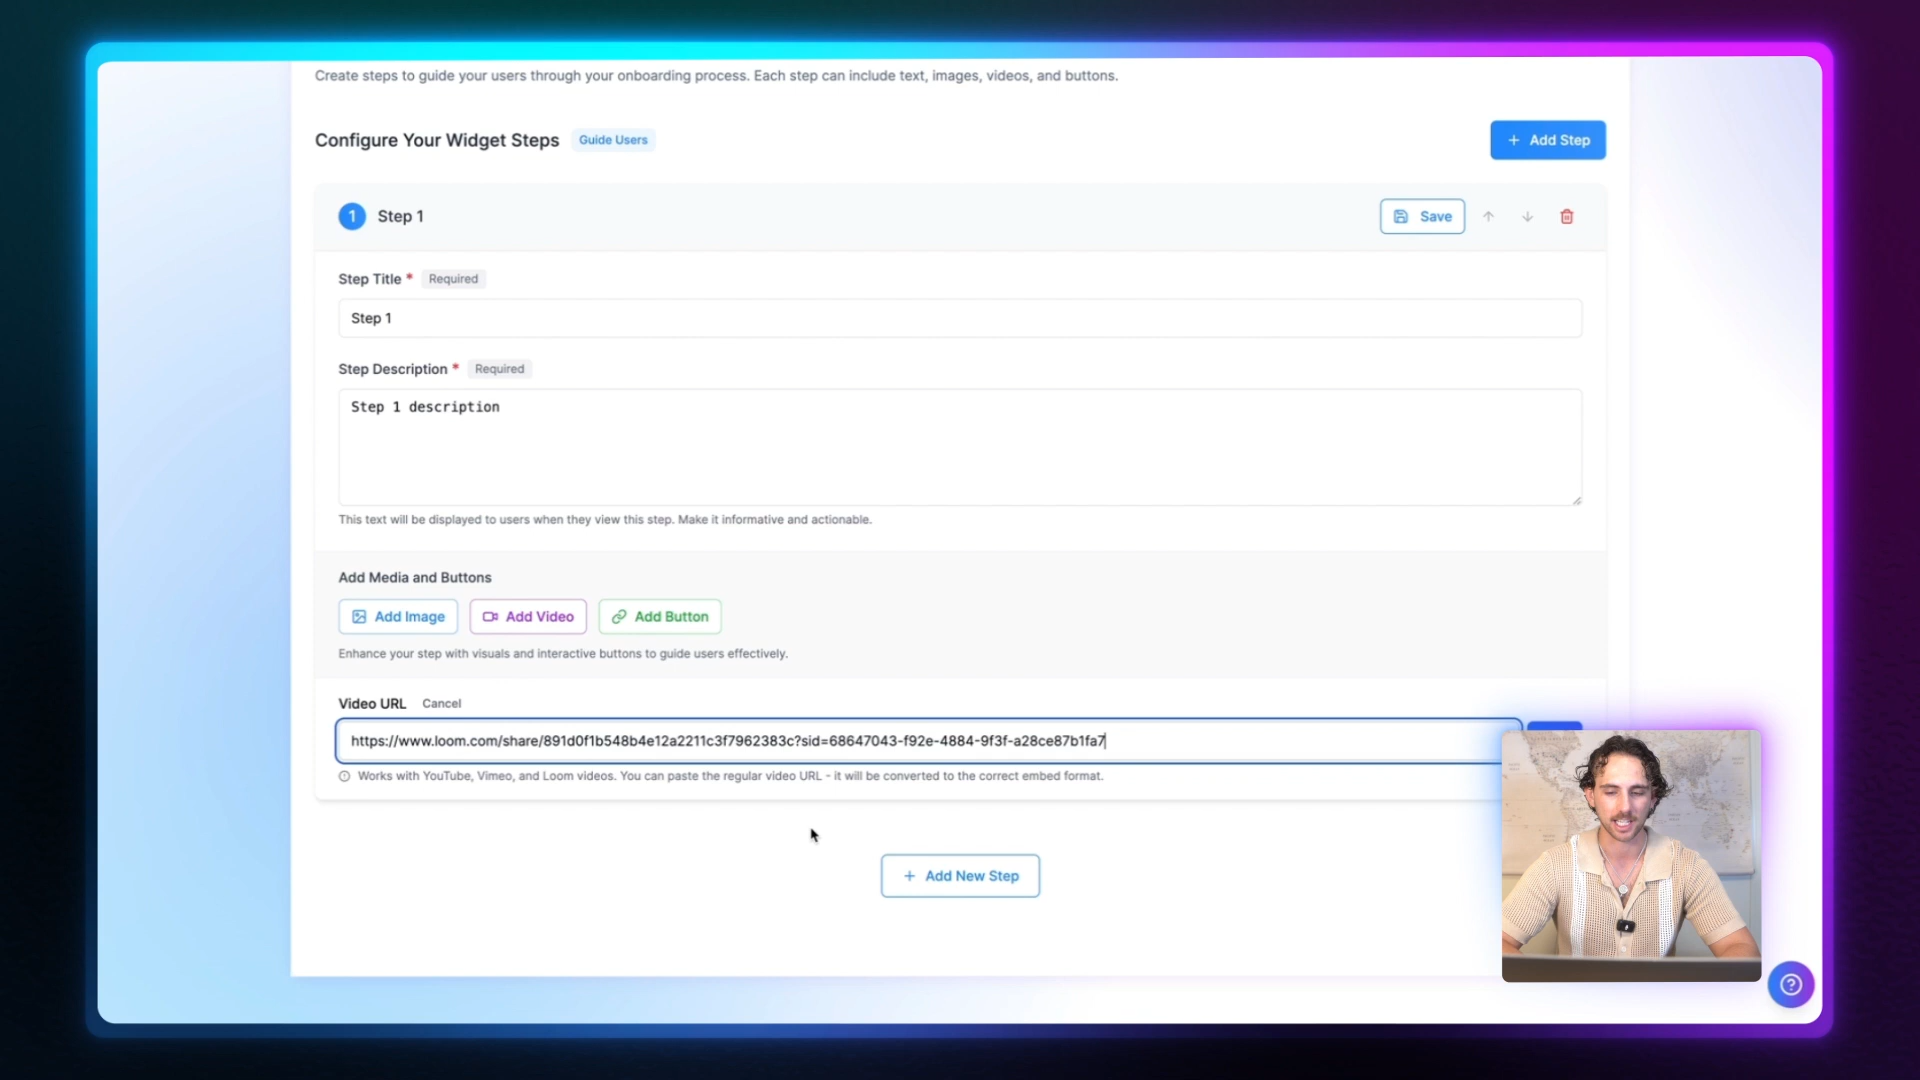 Create steps to guide your users through your onboarding process. Each step can include text, images, videos, and buttons.
Configure Your Widget Steps Guide Users
+ Add Step
1 Step 1
Save
Step Title * Required
Step 1
Step Description * Required
Step 1 description
This text will be displayed to users when they view this step. Make it informative and actionable.
Add Media and Buttons
Add Image
Add Video
Add Button
Enhance your step with visuals and interactive buttons to guide users effectively.
Video URL Cancel
https://www.loom.com/share/891d0f1b548b4e12a2211c3f7962383c?sid=68647043-f92e-4884-9f3f-a28ce87b1fa7
Works with YouTube, Vimeo, and Loom videos. You can paste the regular video URL - it will be converted to the correct embed format.
+ Add New Step
?